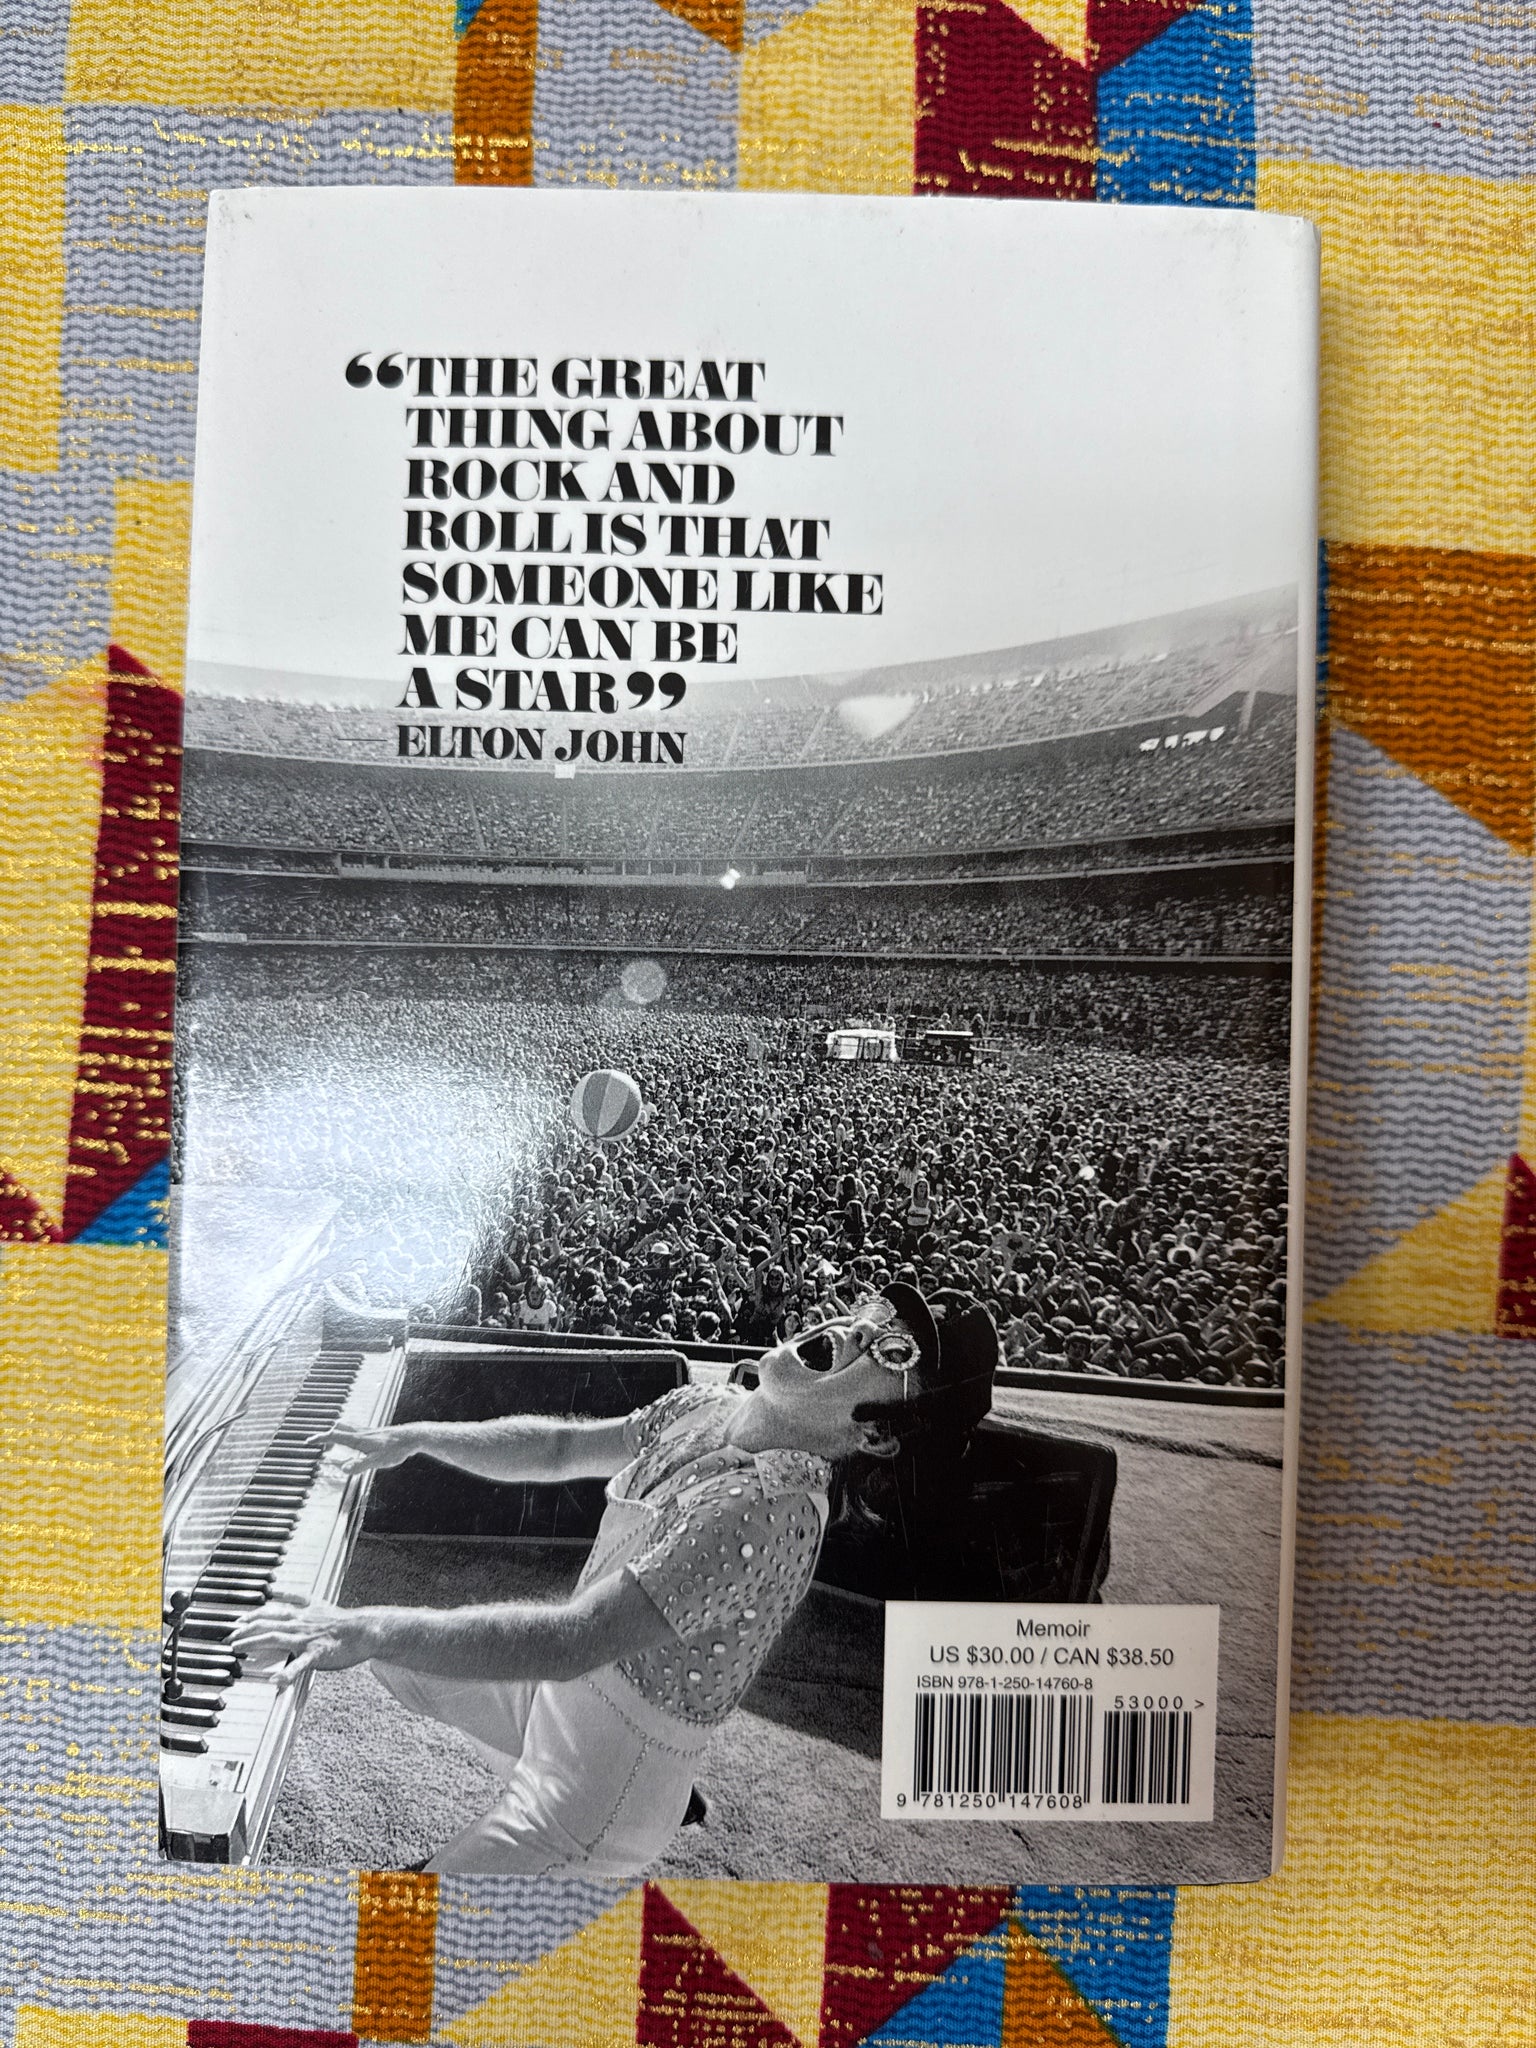 “THE GREAT
THING ABOUT
ROCK AND
ROLL IS THAT
SOMEONE LIKE
ME CAN BE
A STAR”
—ELTON JOHN
Memoir
US $30.00 / CAN $38.50
ISBN 978-1-250-14760-8
53000 >
9 781250 147608